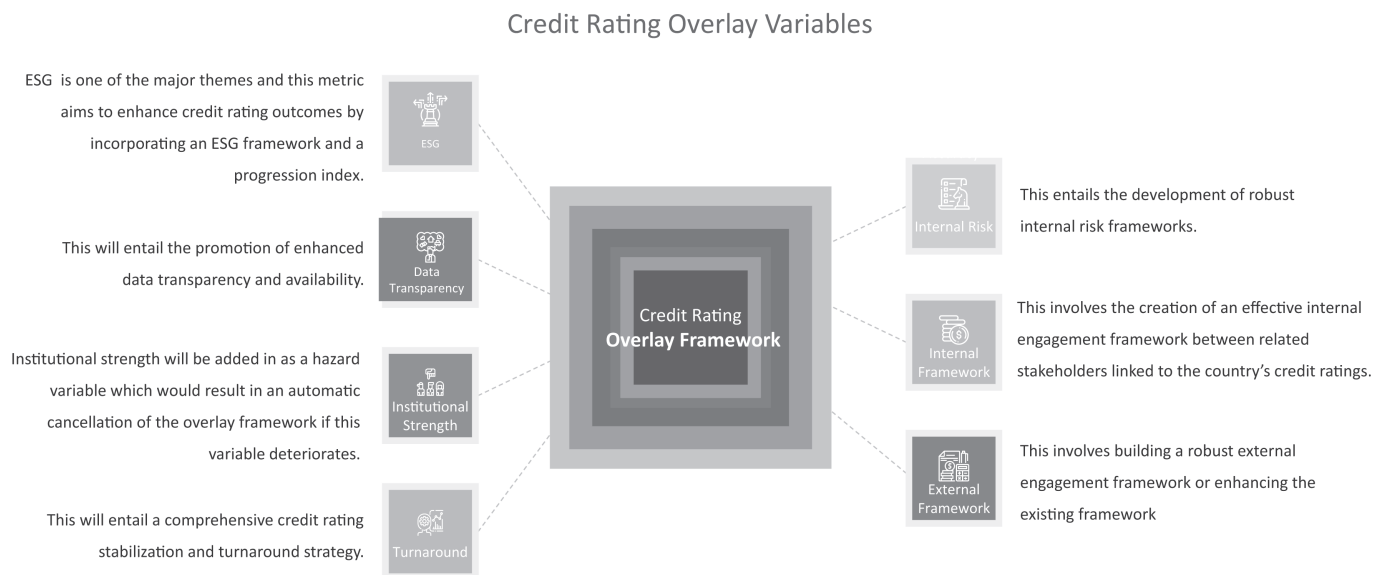 Credit Rating Overlay Variables
ESG is one of the major themes and this metric
aims to enhance credit rating outcomes by
incorporating an ESG framework and a
progression index.
ESG
This will entail the promotion of enhanced
data transparency and availability.
Data
Transparency
Institutional strength will be added in as a hazard
variable which would result in an automatic
cancellation of the overlay framework if this
variable deteriorates.
Institutional
Strength
This will entail a comprehensive credit rating
stabilization and turnaround strategy.
Turnaround
Credit Rating
Overlay Framework
Internal Risk
This entails the development of robust
internal risk frameworks.
Internal
Framework
This involves the creation of an effective internal
engagement framework between related
stakeholders linked to the country's credit ratings.
External
Framework
This involves building a robust external
engagement framework or enhancing the
existing framework